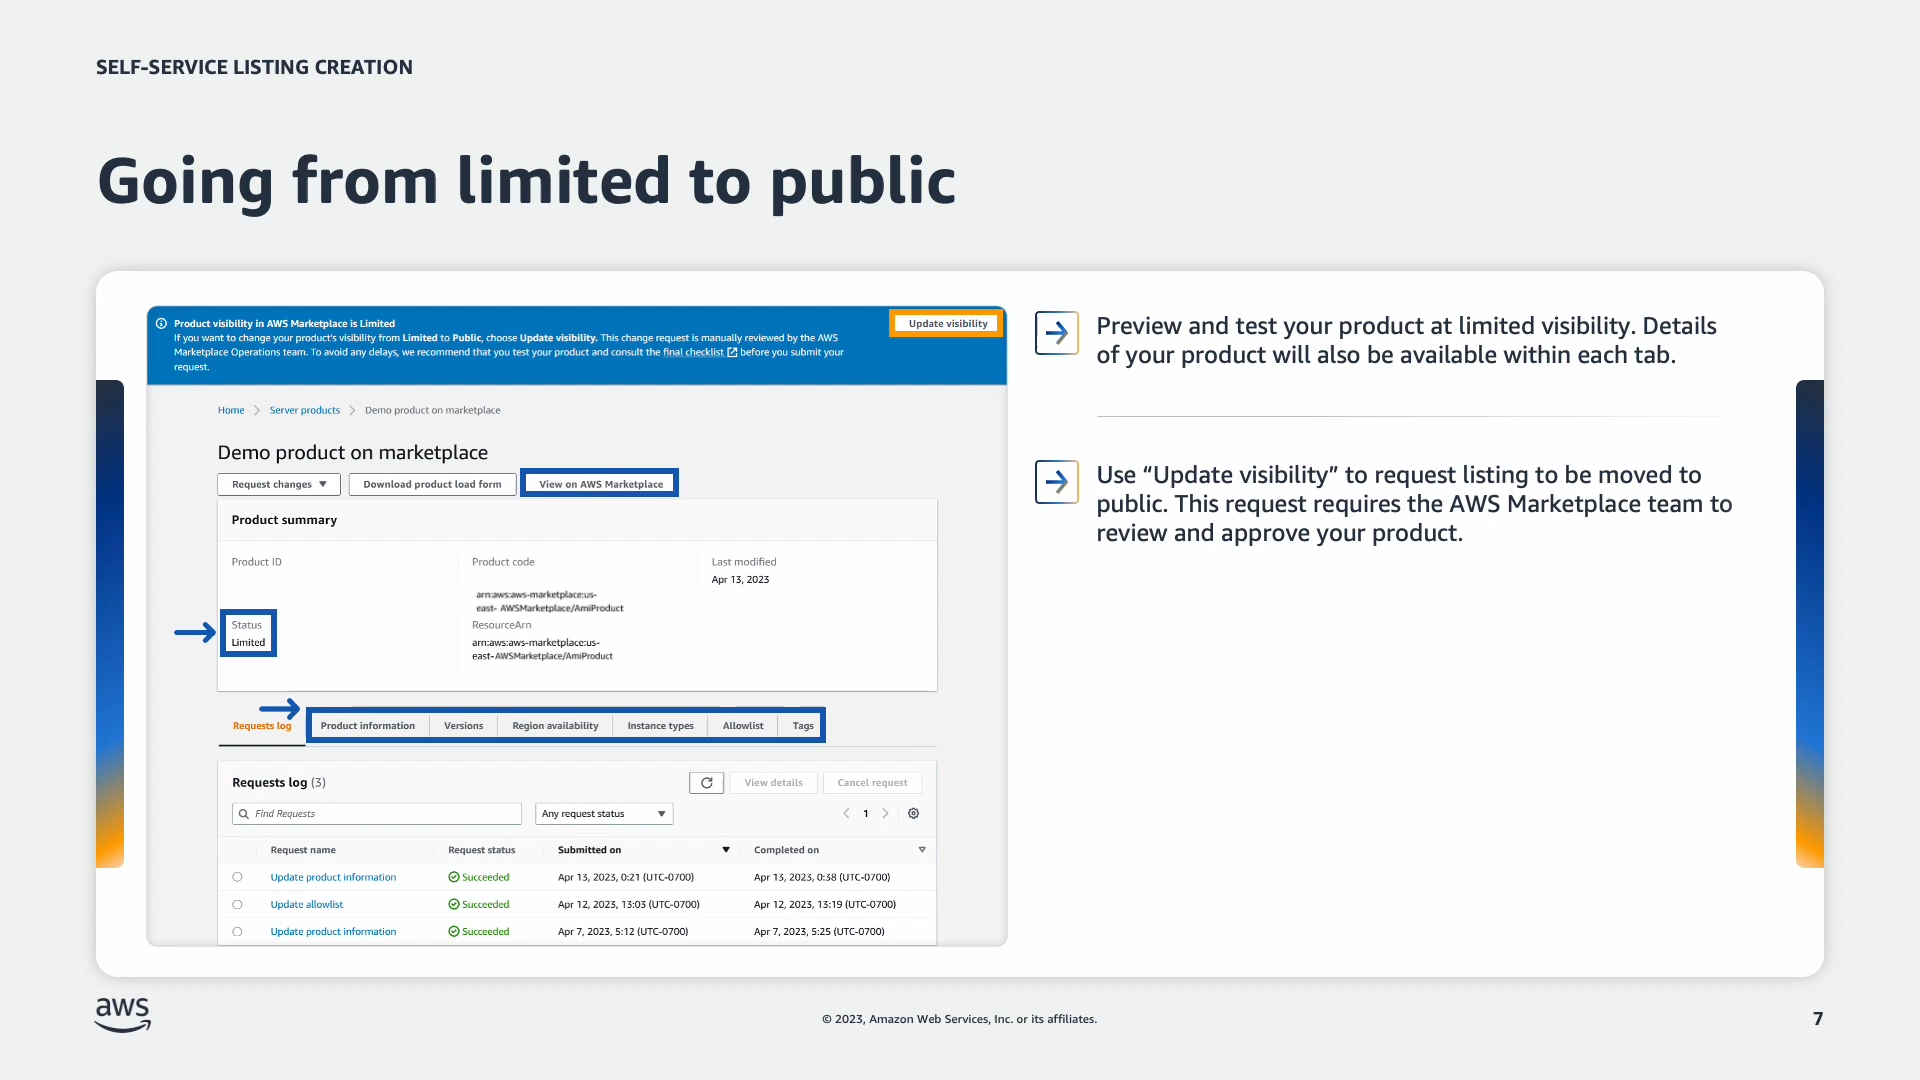 SELF-SERVICE LISTING CREATION
Going from limited to public
Product visibility in AWS Marketplace is Limited
If you want to change your product's visibility from Limited to Public, choose Update visibility. This change request is manually reviewed by the AWS
Marketplace Operations team. To avoid any delays, we recommend that you test your product and consult the final checklist before you submit your
request.
Update visibility
Home
Server products
Demo product on marketplace
Demo product on marketplace
Request changes
Download product load form
View on AWS Marketplace
Product summary
Product ID
Product code
Last modified
Apr 13, 2023
arn:aws:aws-marketplace:us-
east- AWSMarketplace/AmiProduct
Status
Limited
ResourceArn
arn:aws:aws-marketplace:us-
east-AWSMarketplace/AmiProduct
Requests log
Product information
Versions
Region availability
Instance types
Allowlist
Tags
Requests log (3)
View details
Cancel request
Find Requests
Any request status
1
Request name
Request status
Submitted on
Completed on
Update product information
Succeeded
Apr 13, 2023, 0:21 (UTC-0700)
Apr 13, 2023, 0:38 (UTC-0700)
Update allowlist
Succeeded
Apr 12, 2023, 13:03 (UTC-0700)
Apr 12, 2023, 13:19 (UTC-0700)
Update product information
Succeeded
Apr 7, 2023, 5:12 (UTC-0700)
Apr 7, 2023, 5:25 (UTC-0700)
Preview and test your product at limited visibility. Details
of your product will also be available within each tab.
Use “Update visibility” to request listing to be moved to
public. This request requires the AWS Marketplace team to
review and approve your product.
aws
© 2023, Amazon Web Services, Inc. or its affiliates.
7